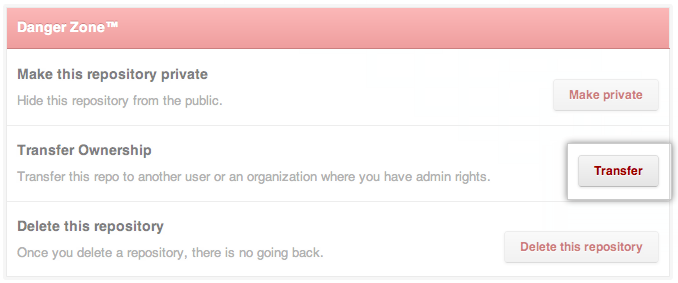 Danger Zone™
Make this repository private
Hide this repository from the public.
Make private
Transfer Ownership
Transfer this repo to another user or an organization where you have admin rights.
Transfer
Delete this repository
Once you delete a repository, there is no going back.
Delete this repository